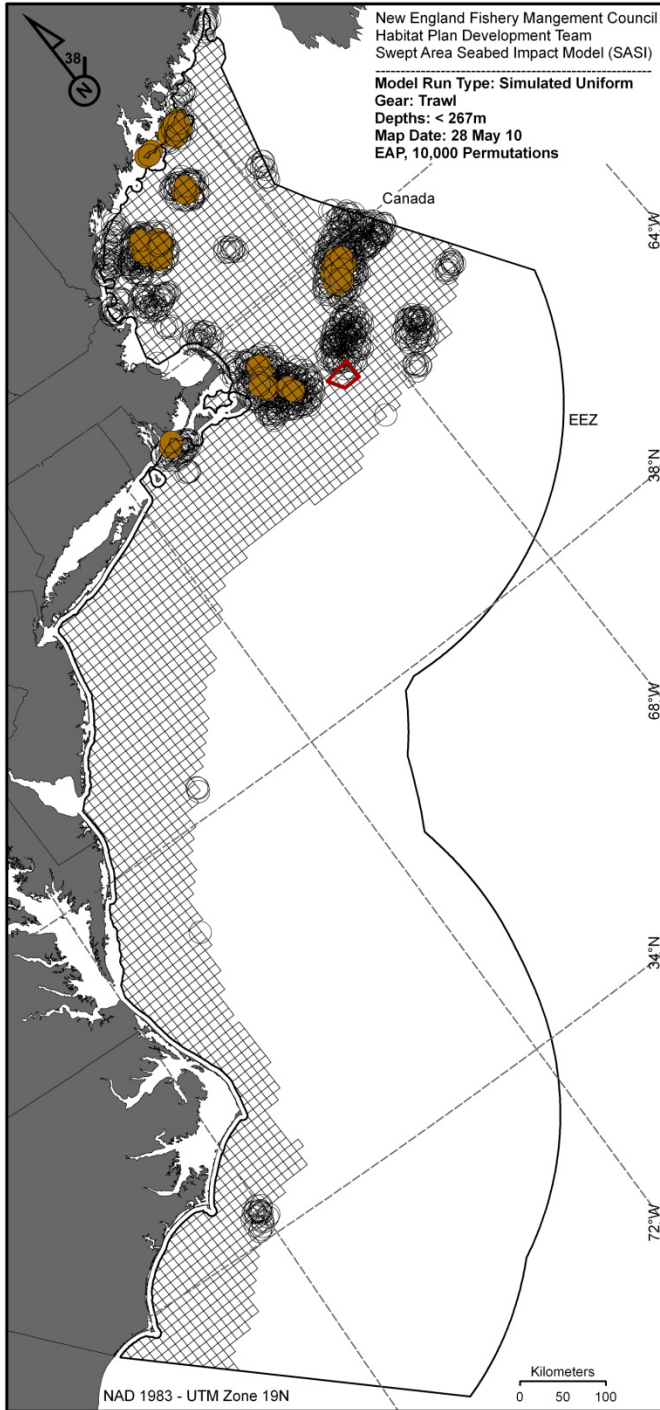 New England Fishery Mangement Council
Habitat Plan Development Team
Swept Area Seabed Impact Model (SASI)
Model Run Type: Simulated Uniform
Gear: Trawl
Depths: < 267m
Map Date: 28 May 10
EAP, 10,000 Permutations
38
N
Canada
64°W
EEZ
38°N
68°W
34°N
72°W
Kilometers
0 50 100
NAD 1983 - UTM Zone 19N